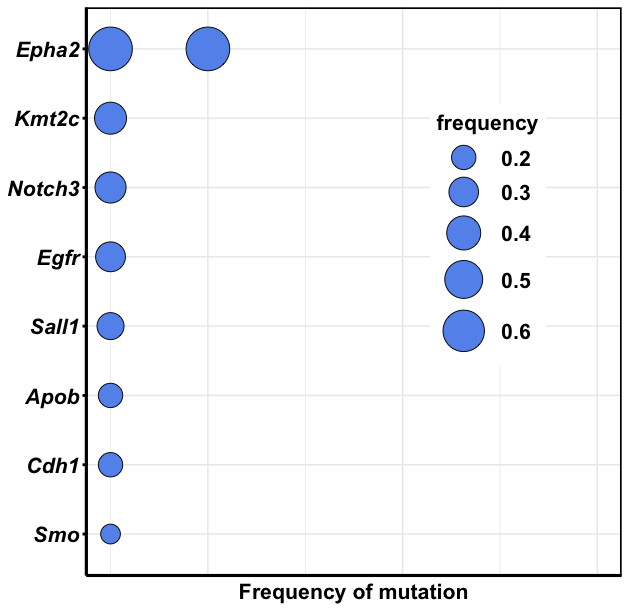 Epha2
Kmt2c
Notch3
Egfr
Sall1
Apob
Cdh1
Smo
frequency
0.2
0.3
0.4
0.5
0.6
Frequency of mutation